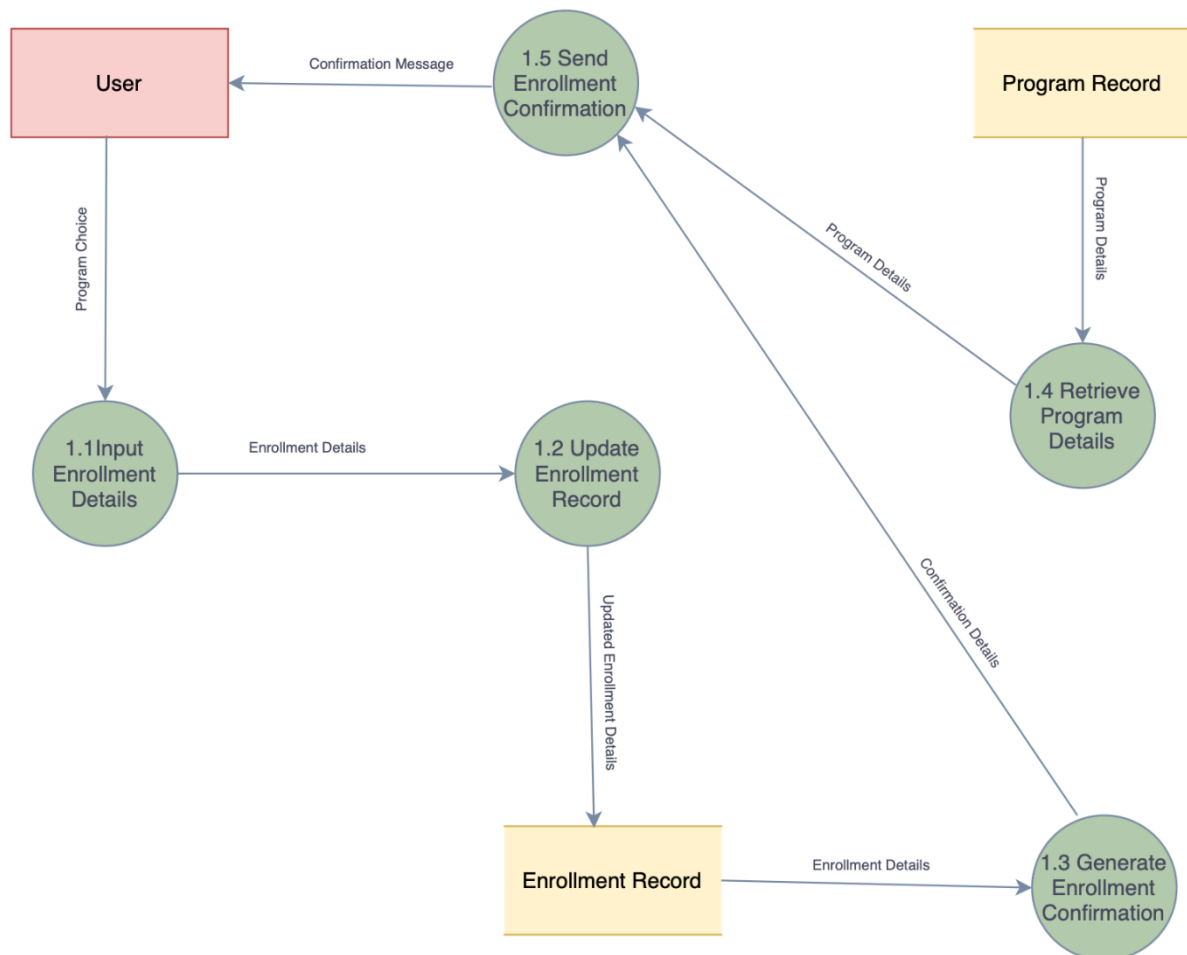 User
Confirmation Message
1.5 Send
Enrollment
Confirmation
Program Record
Program Choice
Program Details
Program Details
1.4 Retrieve
Program
Details
1.1Input
Enrollment
Details
Enrollment Details
1.2 Update
Enrollment
Record
Updated Enrollment Details
Confirmation Details
Enrollment Record
Enrollment Details
1.3 Generate
Enrollment
Confirmation